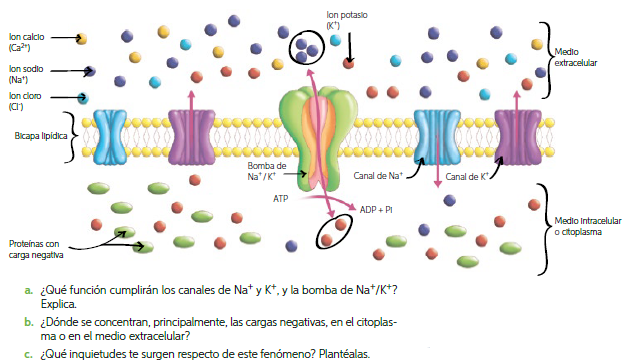 Ion potasio
(K⁺)
Ion calcio
(Ca²⁺)
Ion sodio
(Na⁺)
Ion cloro
(Cl⁻)
Medio
extracelular
Bicapa lipídica
Bomba de
Na⁺/K⁺
Canal de Na⁺
Canal de K⁺
ATP
ADP + Pi
Proteínas con
carga negativa
Medio intracelular
o citoplasma
a. ¿Qué función cumplirán los canales de Na⁺ y K⁺, y la bomba de Na⁺/K⁺?
Explica.
b. ¿Dónde se concentran, principalmente, las cargas negativas, en el citoplas-
ma o en el medio extracelular?
c. ¿Qué inquietudes te surgen respecto de este fenómeno? Plantéalas.